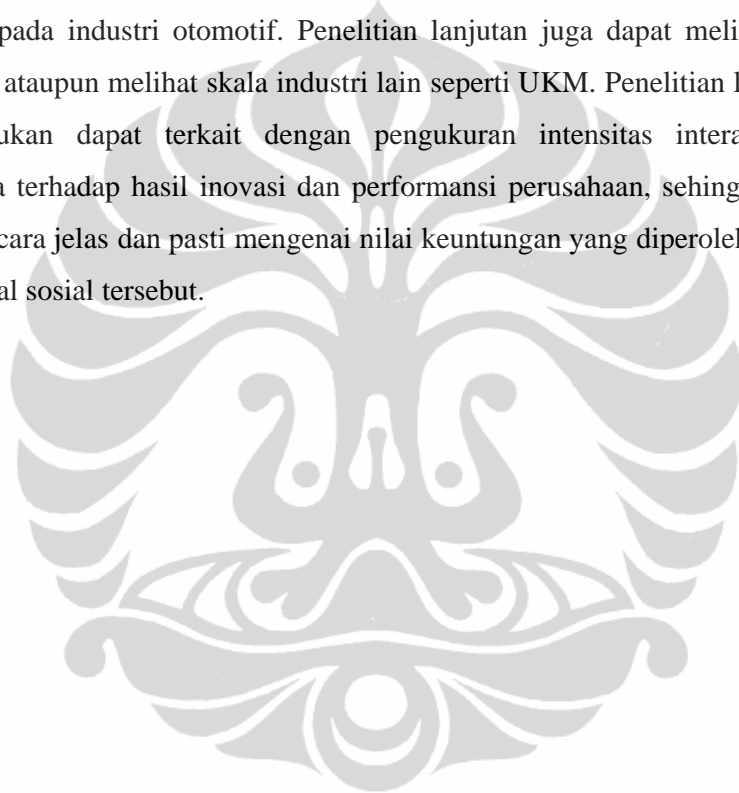 pada industri otomotif. Penelitian lanjutan juga dapat meli
ataupun melihat skala industri lain seperti UKM. Penelitian l
ukan dapat terkait dengan pengukuran intensitas intera
a terhadap hasil inovasi dan performansi perusahaan, sehing
cara jelas dan pasti mengenai nilai keuntungan yang diperoleh
al sosial tersebut.